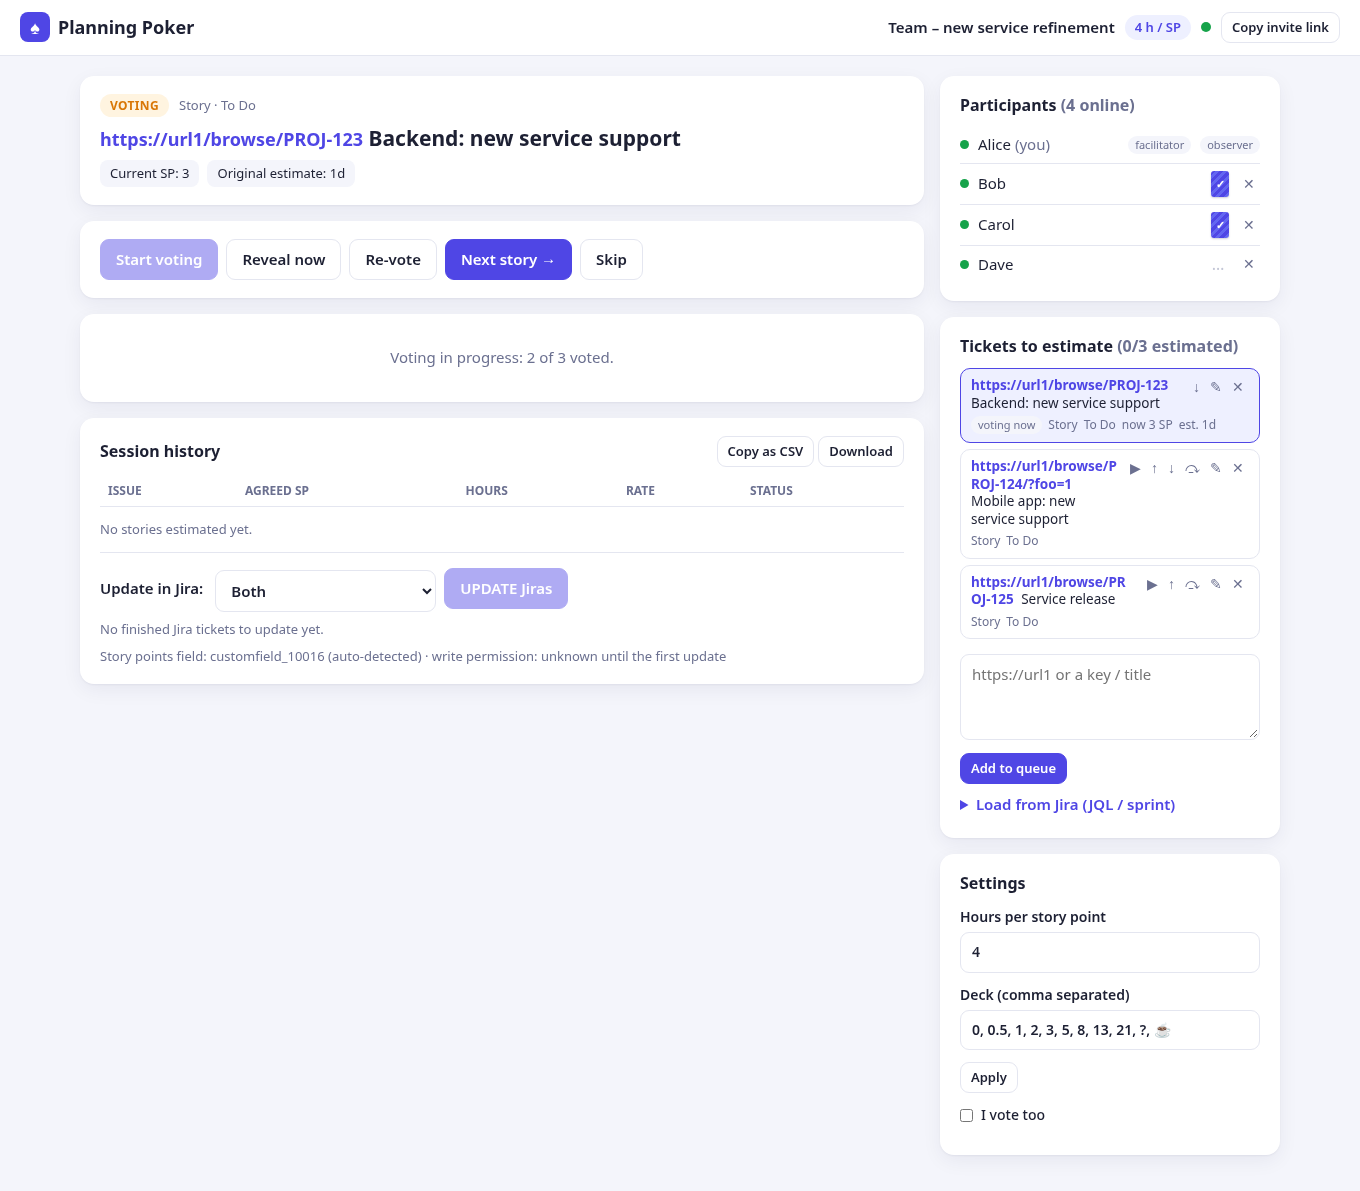 ♠ Planning Poker
Team – new service refinement 4 h / SP Copy invite link
VOTING Story · To Do
https://url1/browse/PROJ-123 Backend: new service support
Current SP: 3 Original estimate: 1d
Start voting Reveal now Re-vote Next story → Skip
Voting in progress: 2 of 3 voted.
Session history Copy as CSV Download
ISSUE AGREED SP HOURS RATE STATUS
No stories estimated yet.
Update in Jira: Both UPDATE Jiras
No finished Jira tickets to update yet.
Story points field: customfield_10016 (auto-detected) · write permission: unknown until the first update
Participants (4 online)
Alice (you) facilitator observer
Bob ✓ ✕
Carol ✓ ✕
Dave ... ✕
Tickets to estimate (0/3 estimated)
https://url1/browse/PROJ-123 ↓ ✎ ✕
Backend: new service support
voting now Story To Do now 3 SP est. 1d
https://url1/browse/P ▶ ↑ ↓ ↷ ✎ ✕
ROJ-124/?foo=1
Mobile app: new
service support
Story To Do
https://url1/browse/PR ▶ ↑ ↷ ✎ ✕
OJ-125 Service release
Story To Do
https://url1 or a key / title
Add to queue
▶ Load from Jira (JQL / sprint)
Settings
Hours per story point
4
Deck (comma separated)
0, 0.5, 1, 2, 3, 5, 8, 13, 21, ?, ☕
Apply
I vote too